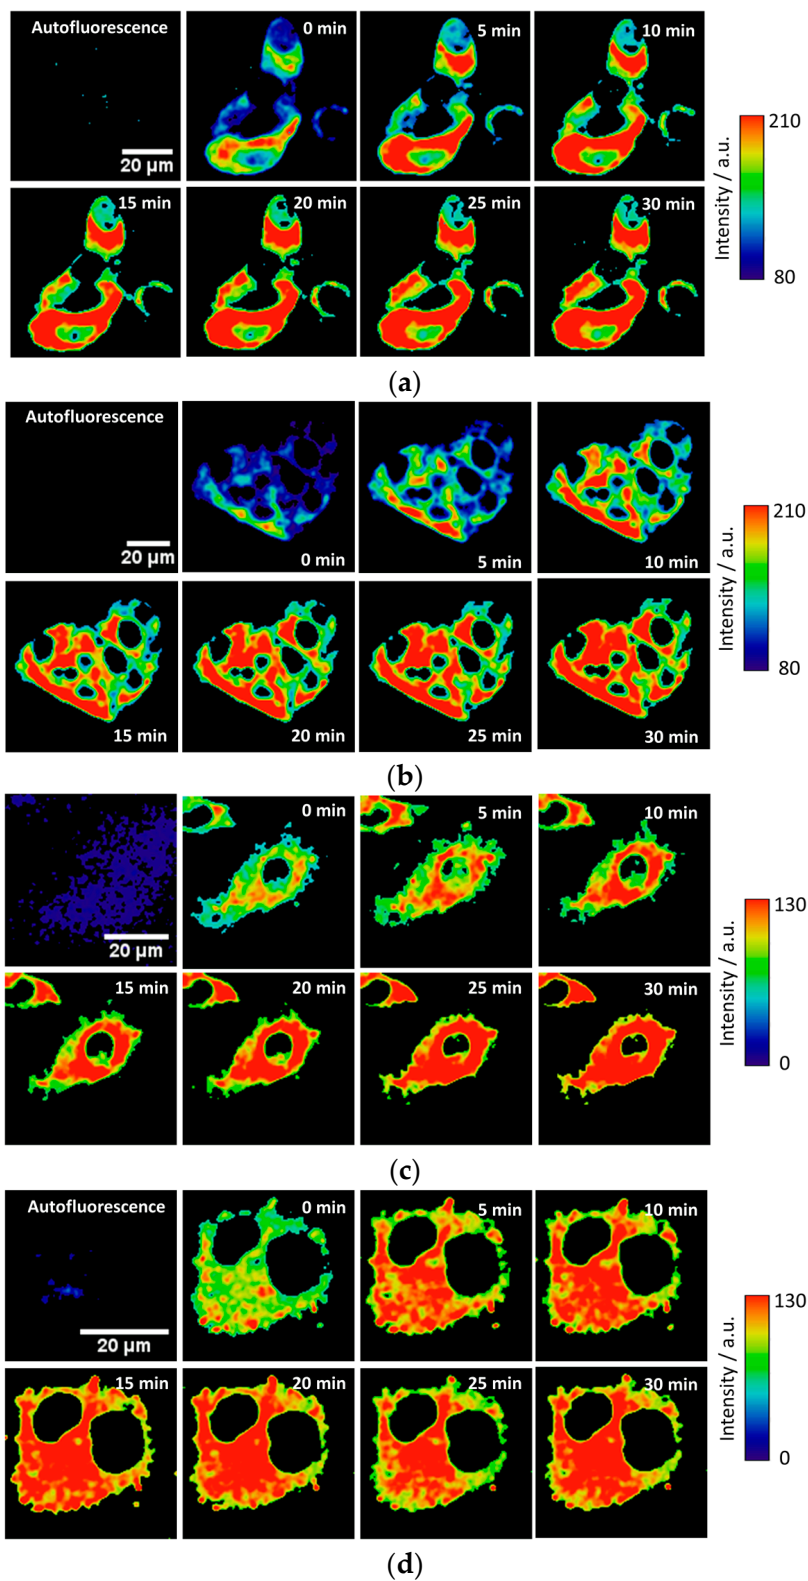 Autofluorescence 0 min 5 min 10 min
20 µm
15 min 20 min 25 min 30 min
210
Intensity / a.u.
80
(a)
Autofluorescence
20 µm 0 min 5 min 10 min
15 min 20 min 25 min 30 min
210
Intensity / a.u.
80
(b)
0 min 5 min 10 min
20 µm
15 min 20 min 25 min 30 min
130
Intensity / a.u.
0
(c)
Autofluorescence 0 min 5 min 10 min
20 µm
15 min 20 min 25 min 30 min
130
Intensity / a.u.
0
(d)